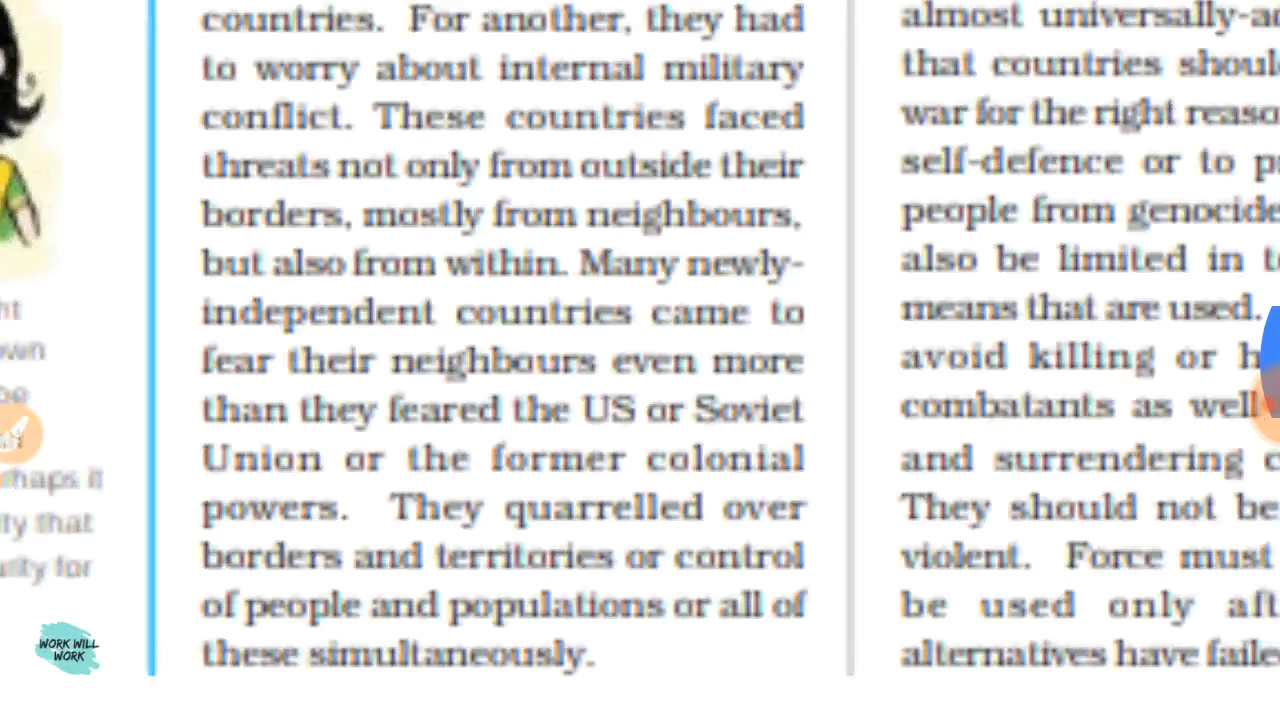 countries. For another, they had
to worry about internal military
conflict. These countries faced
threats not only from outside their
borders, mostly from neighbours,
but also from within. Many newly-
independent countries came to
fear their neighbours even more
than they feared the US or Soviet
Union or the former colonial
powers. They quarrelled over
borders and territories or control
of people and populations or all of
these simultaneously.
almost universally-
that countries
war for the right
self-defence or to
people from
also be limited in
means that are used.
avoid killing or
combatants as well
and surrendering
They should not be
violent. Force must
be used only
alternatives have
that
for
WORK WILL
WORK